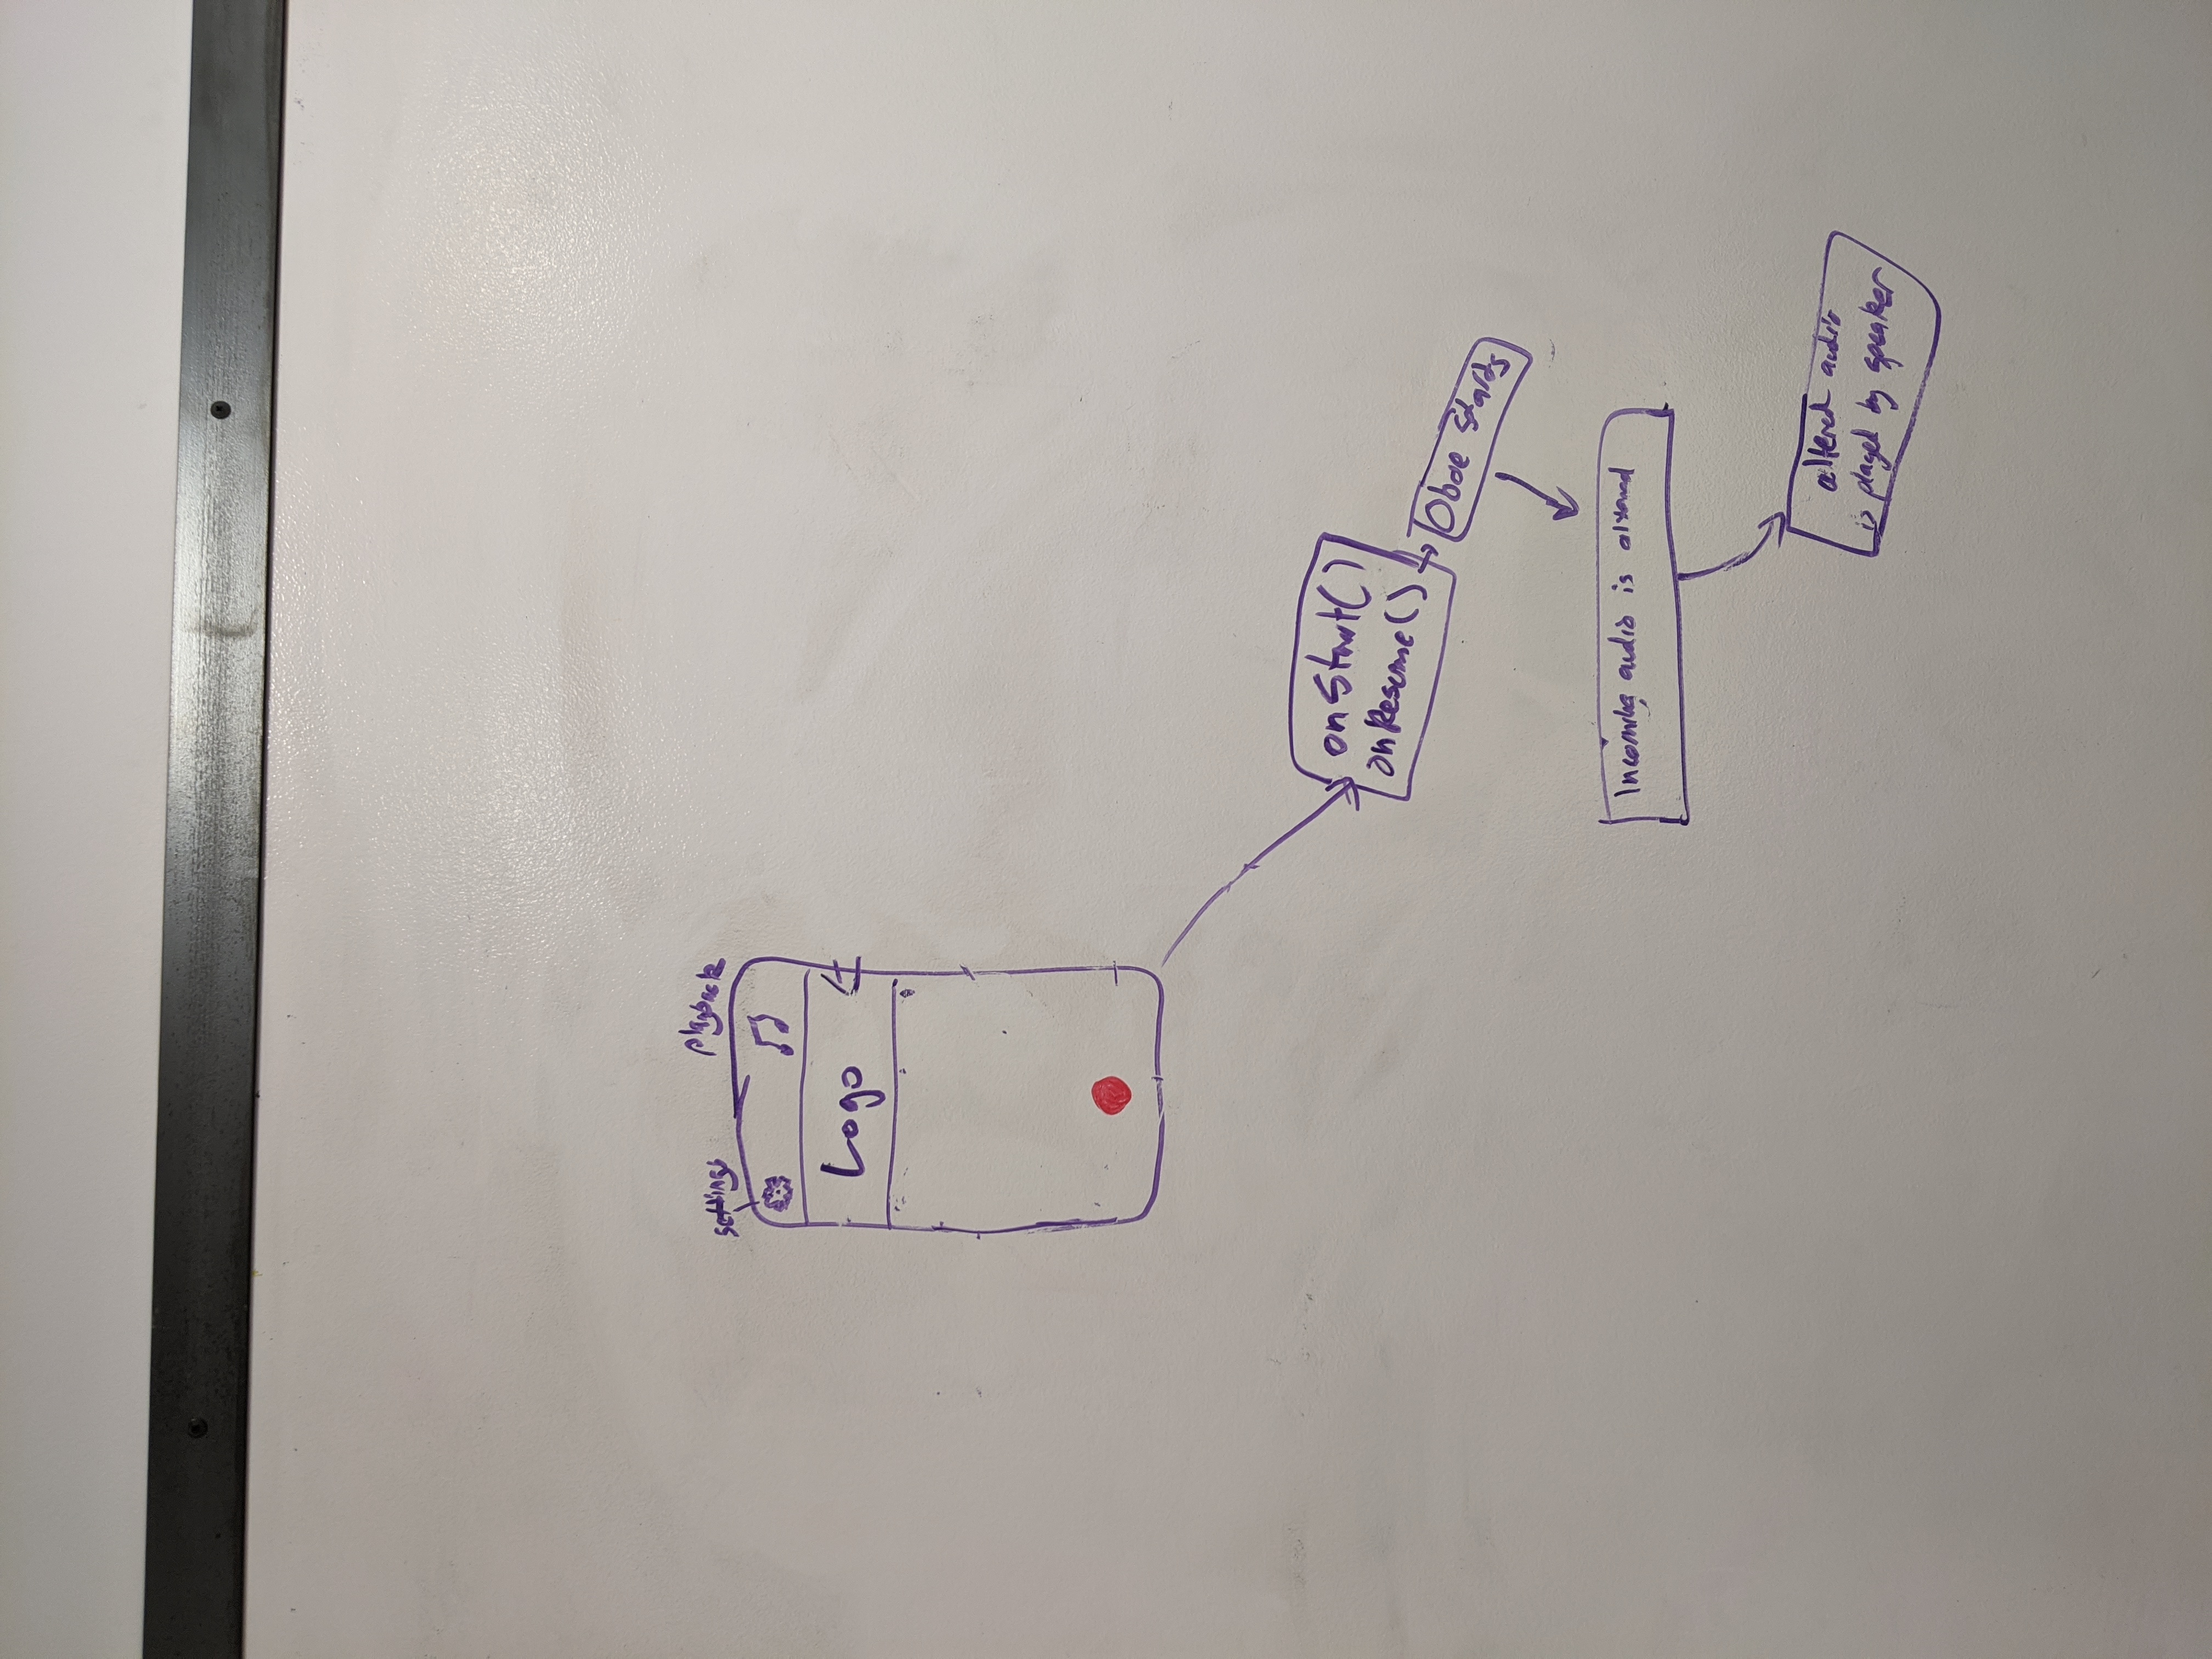 settings
playback
Logo
onStart()
onResume()
Oboe Starts
Incoming audio is altered
altered audio
is played by speaker